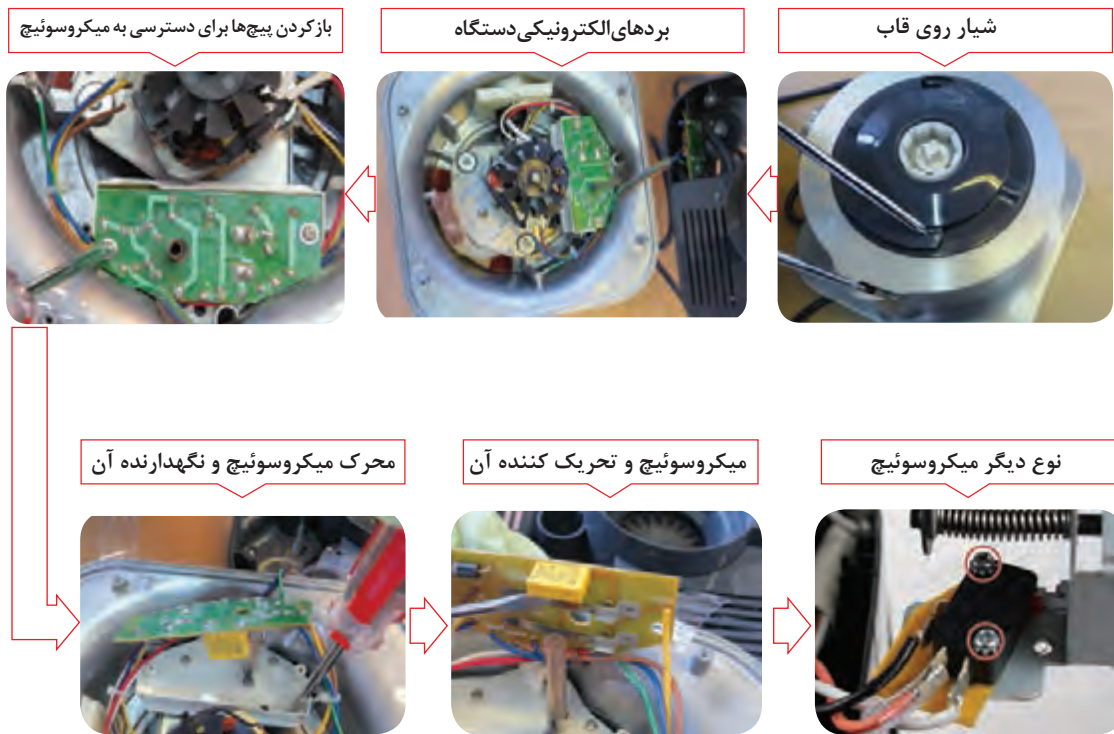 شیار روی قاب
بردهای الکترونیکی دستگاه
بازکردن پیچ‌ها برای دسترسی به میکروسوئیچ
محرک میکروسوئیچ و نگهدارنده آن
میکروسوئیچ و تحریک کننده آن
نوع دیگر میکروسوئیچ